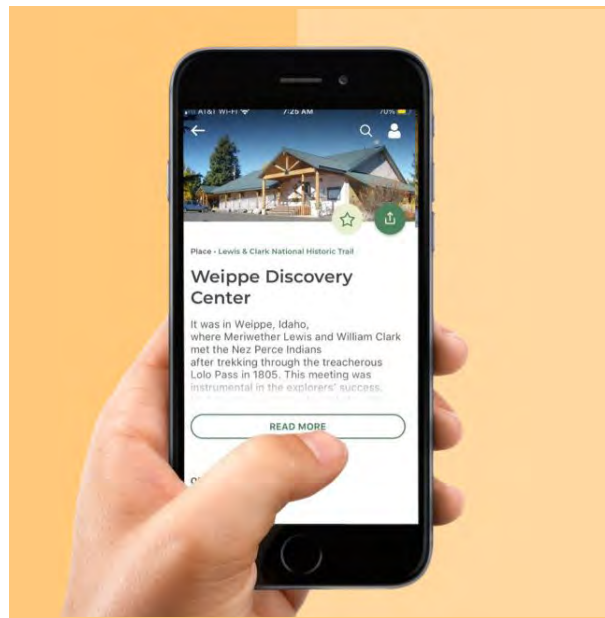 AT&T Wi-Fi 7:25 AM 70%
Place • Lewis & Clark National Historic Trail
Weippe Discovery
Center
It was in Weippe, Idaho,
where Meriwether Lewis and William Clark
met the Nez Perce Indians
after trekking through the treacherous
Lolo Pass in 1805. This meeting was
instrumental in the explorers' success.
READ MORE